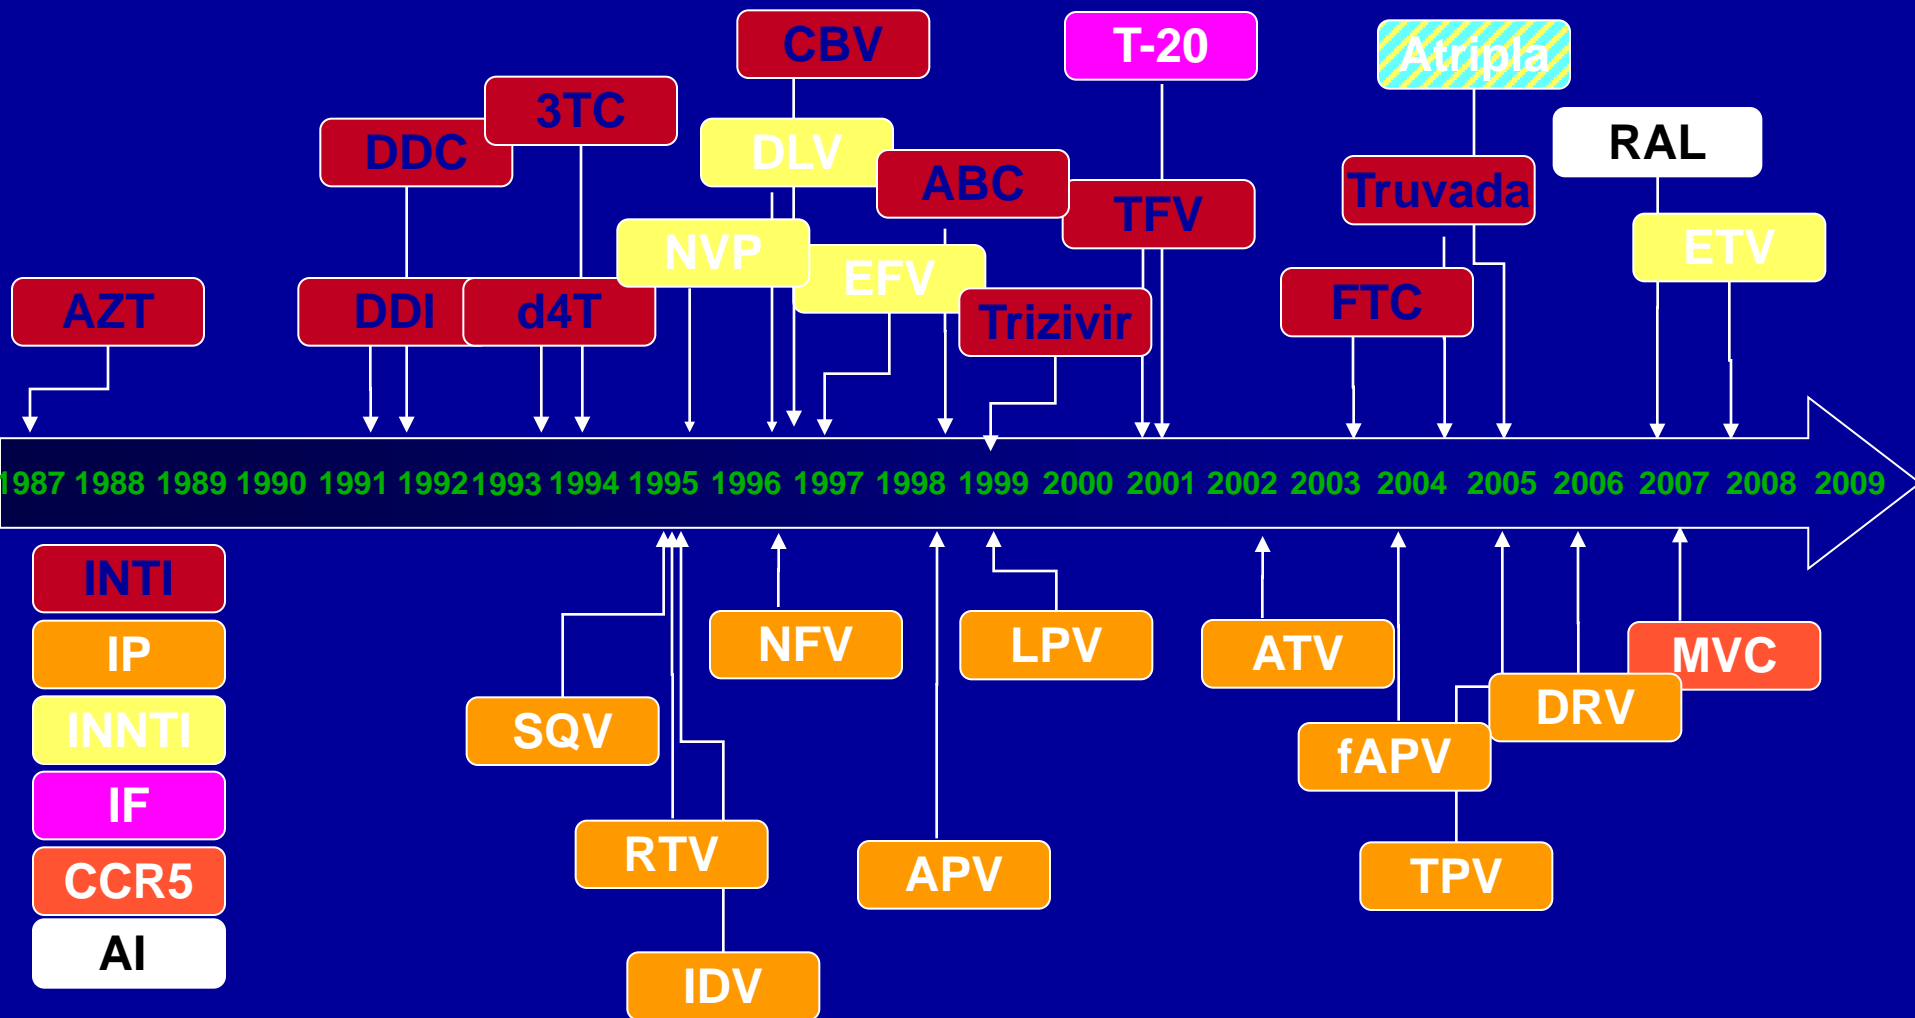 CBV
T-20
Atripla
3TC
DDC
DLV
RAL
ABC
Truvada
TFV
NVP
ETV
EFV
AZT
DDI
d4T
Trizivir
FTC
1987 1988 1989 1990 1991 1992 1993 1994 1995 1996 1997 1998 1999 2000 2001 2002 2003 2004 2005 2006 2007 2008 2009
INTI
IP
INNTI
IF
CCR5
AI
NFV
LPV
ATV
MVC
SQV
DRV
fAPV
RTV
APV
TPV
IDV